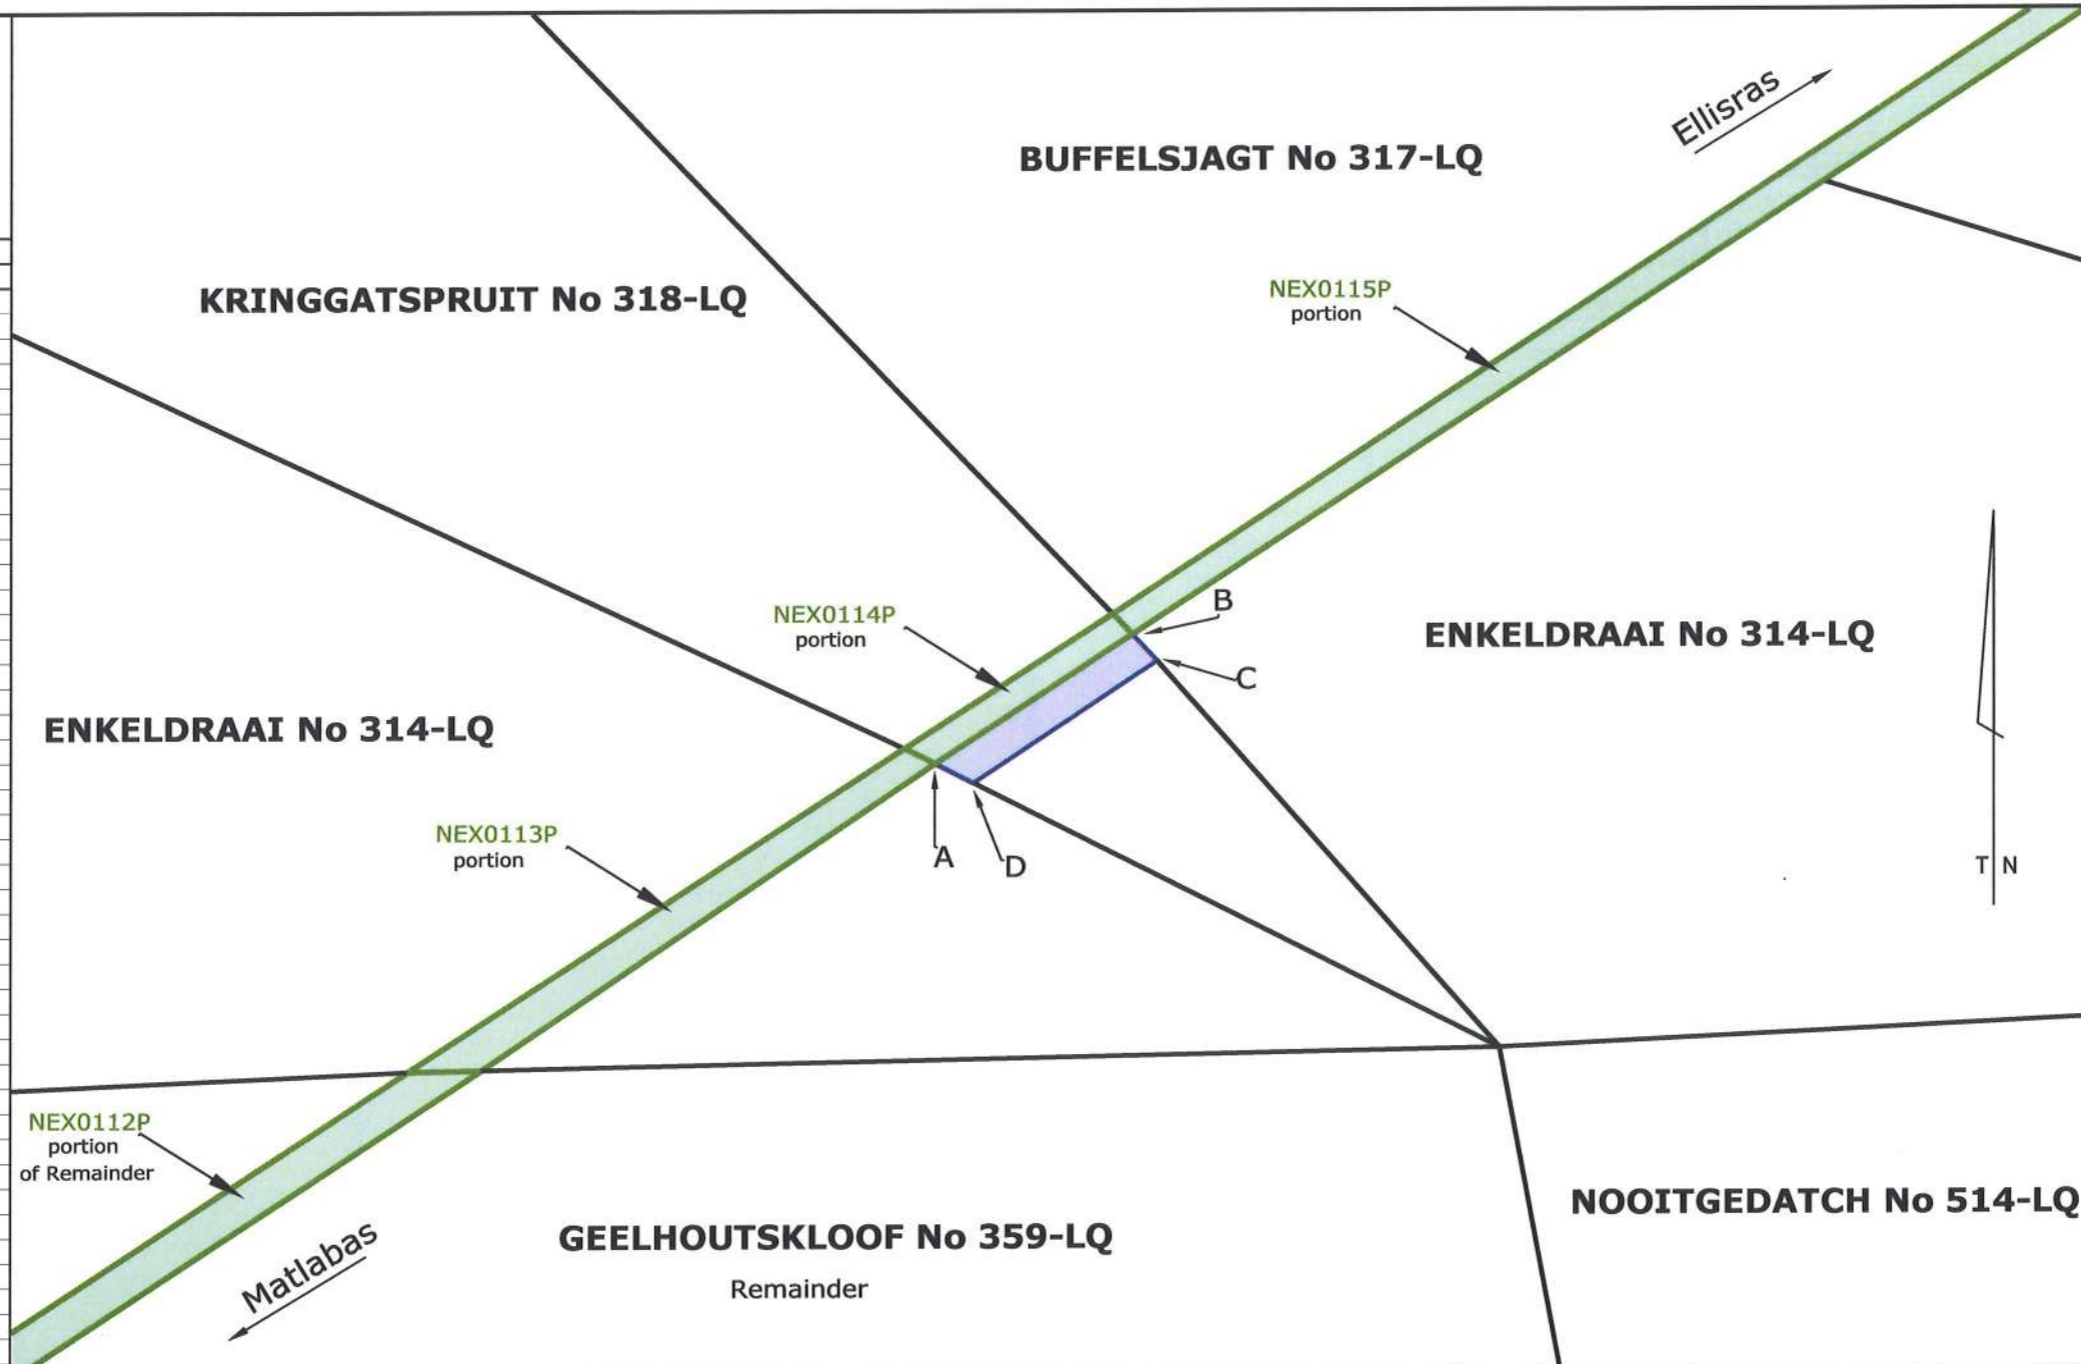 Ellisras
BUFFELSJAGT No 317-LQ
NEX0115P
portion
KRINGGATSPRUIT No 318-LQ
B
NEX0114P
portion
ENKELDRAAI No 314-LQ
C
ENKELDRAAI No 314-LQ
NEX0113P
portion
A
D
T N
NEX0112P
portion
of Remainder
NOOITGEDATCH No 514-LQ
Matlabas
GEELHOUTSKLOOF No 359-LQ
Remainder